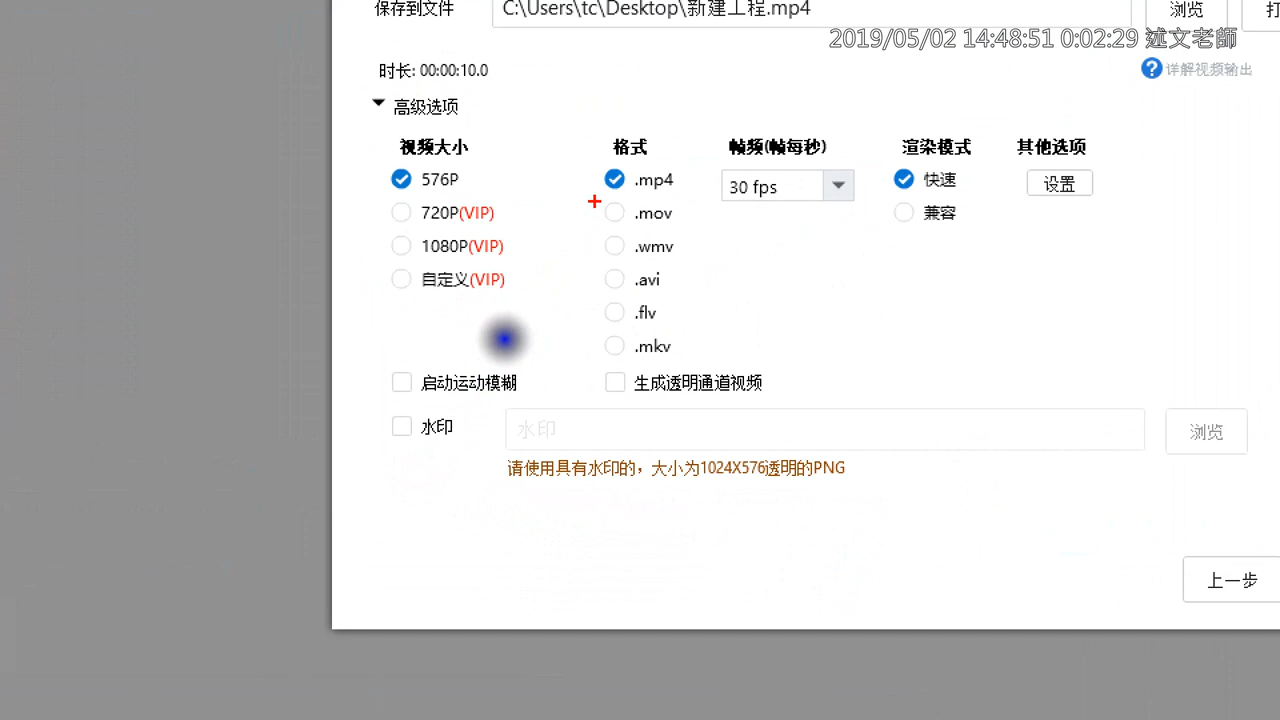 保存到文件 C:\Users\tc\Desktop\新建工程.mp4 浏览 打
2019/05/02 14:48:51 0:02:29 述文老師
时长: 00:00:10.0 详解视频输出
高级选项
视频大小 格式 帧频(帧每秒) 渲染模式 其他选项
576P .mp4 30 fps 快速 设置
720P(VIP) .mov 兼容
1080P(VIP) .wmv
自定义(VIP) .avi
.flv
.mkv
启动运动模糊 生成透明通道视频
水印 水印 浏览
请使用具有水印的，大小为1024X576透明的PNG
上一步